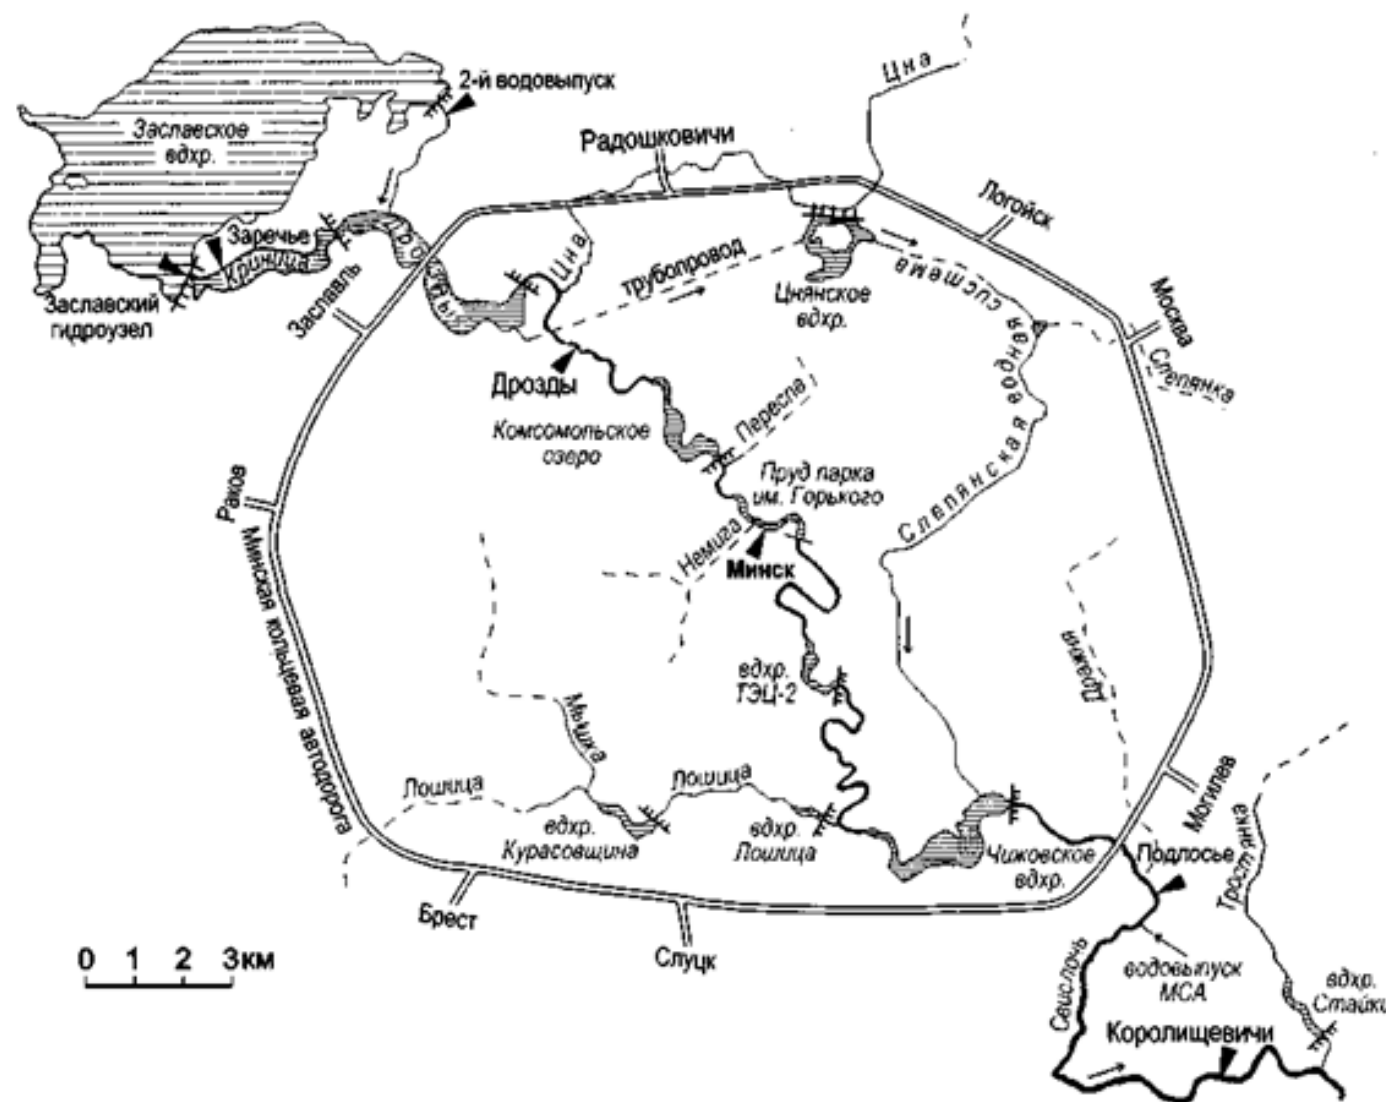 Цна
2-й водовыпуск
Заславское
вдхр.
Радошковичи
Логойск
Заречье
Криница
Дрозды
Цна
трубопровод
Цнянское
вдхр.
Слепянская водная система
Москва
Слепянка
Заславский
гидроузел
Заславль
Дрозды
Комсомольское
озеро
Переспа
Пруд парка
им. Горького
Раков
Немига
Минск
Минская кольцевая автодорога
вдхр.
ТЭЦ-2
Дражня
Мышка
Лошица
Лошица
вдхр.
Курасовщина
вдхр.
Лошица
Чижовское
вдхр.
Могилев
Подлосье
Тростянка
Брест
Слуцк
0 1 2 3км
Свислочь
водовыпуск
МСА
вдхр.
Стайки
Королищевичи